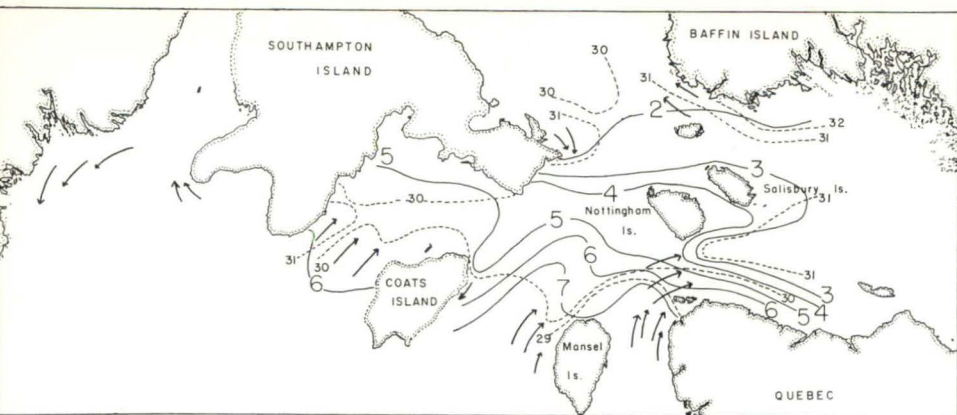 BAFFIN ISLAND
SOUTHAMPTON
ISLAND
30
31
30
31
2
32
31
5
3
Salisbury Is.
4
30
31
Nottingham
Is.
5
31
30
6
6
COATS
ISLAND
7
31
30
3
6
5
4
29
Mansel
Is.
QUEBEC